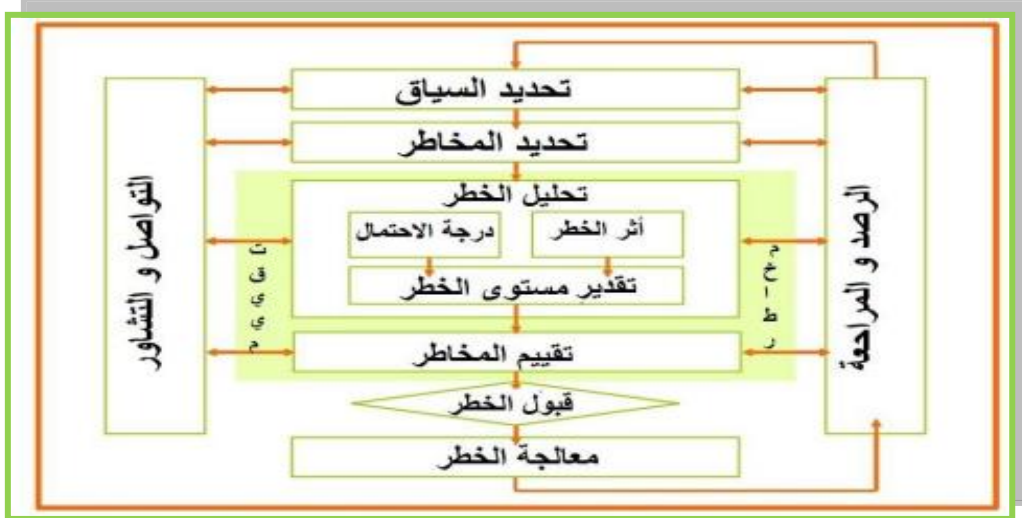 تحديد السياق
تحديد المخاطر
تحليل الخطر
أثر الخطر
درجة الاحتمال
تقدير مستوى الخطر
تقييم المخاطر
قبول الخطر
معالجة الخطر
الرصد و المراجعة
التواصل و التشاور